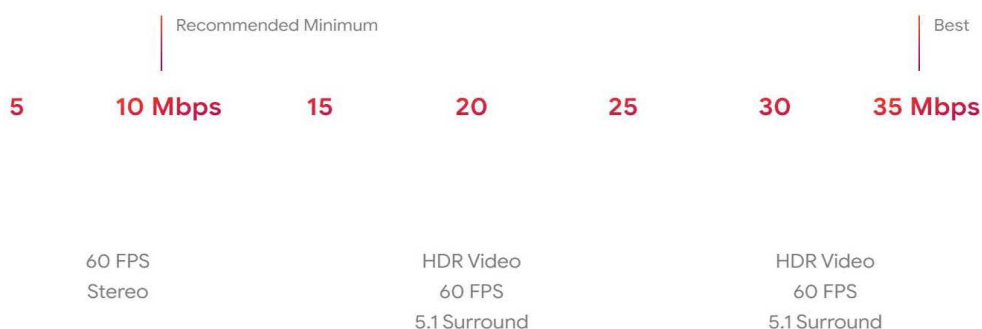 Recommended Minimum
Best
5
10 Mbps
15
20
25
30
35 Mbps
60 FPS
Stereo
HDR Video
60 FPS
5.1 Surround
HDR Video
60 FPS
5.1 Surround